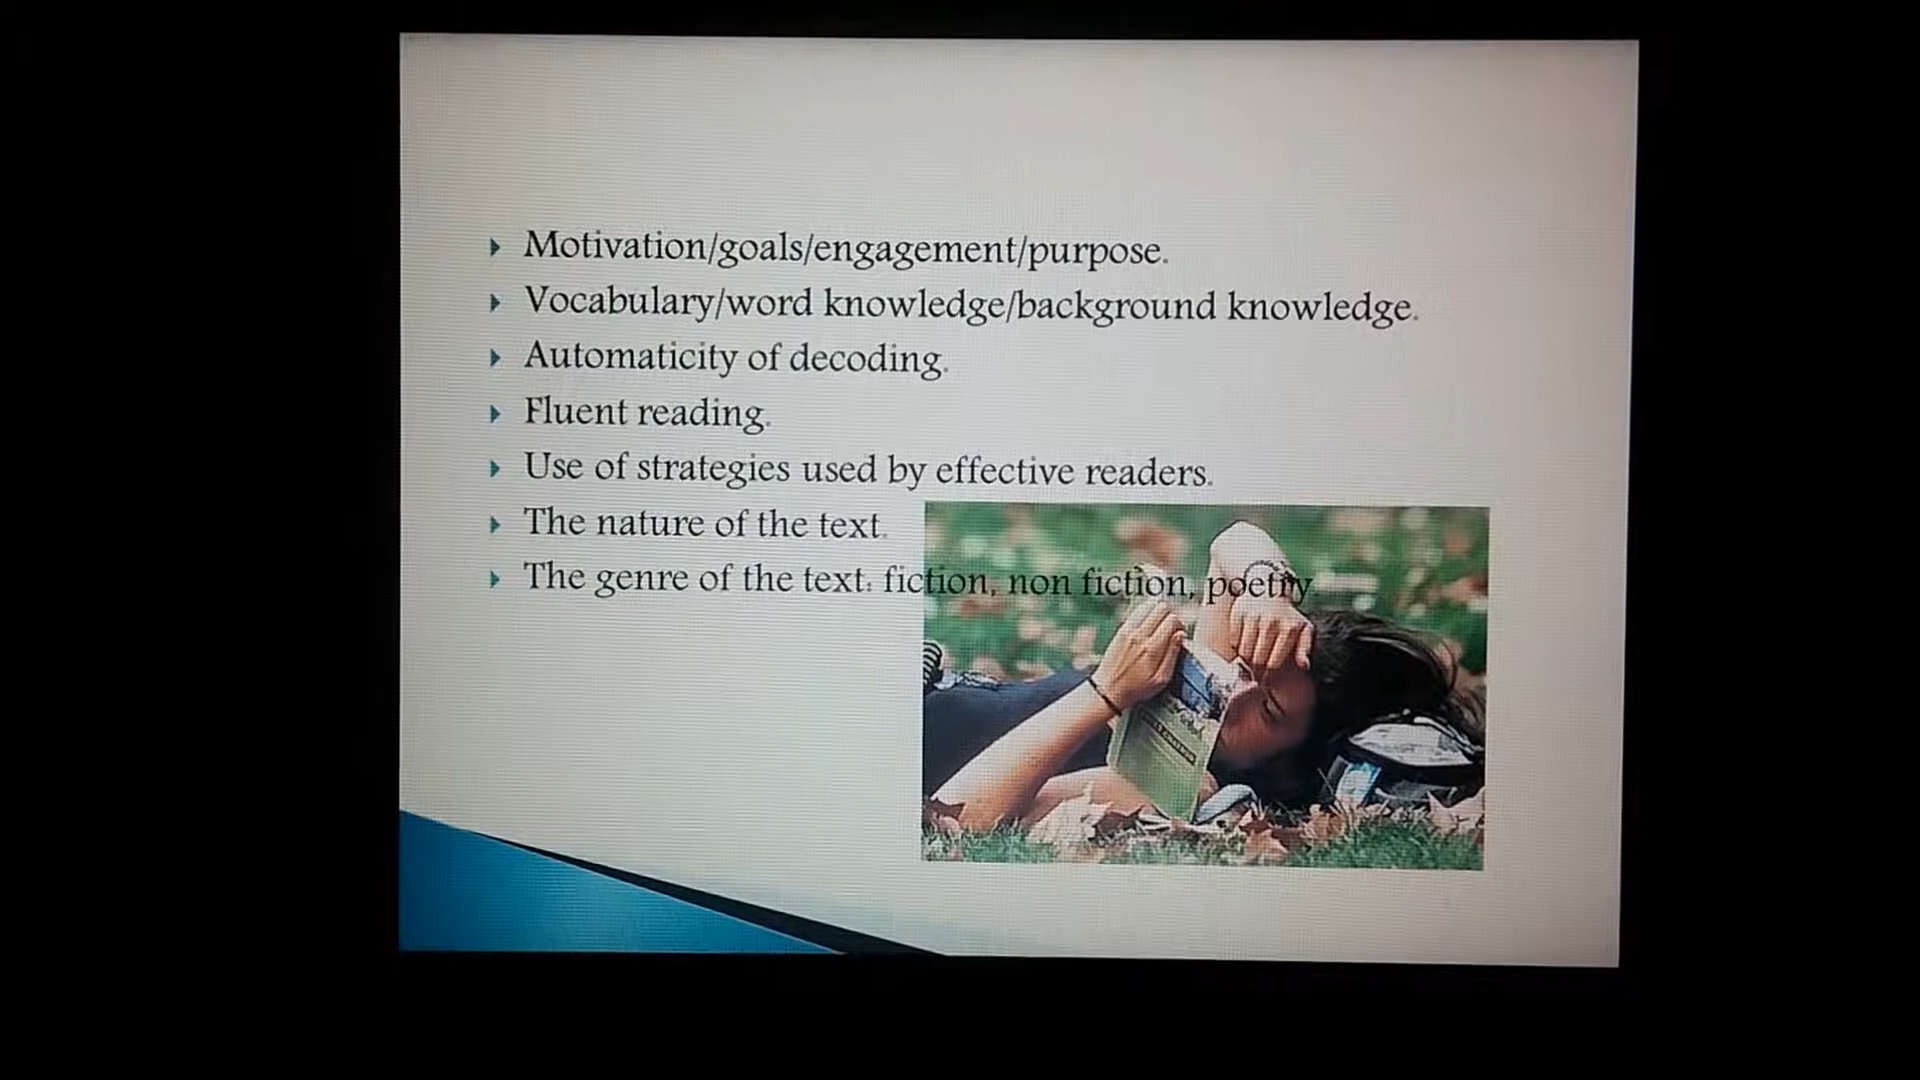 Motivation/goals/engagement/purpose.
Vocabulary/word knowledge/background knowledge.
Automaticity of decoding.
Fluent reading.
Use of strategies used by effective readers.
The nature of the text.
The genre of the text: fiction, non fiction, poetry.